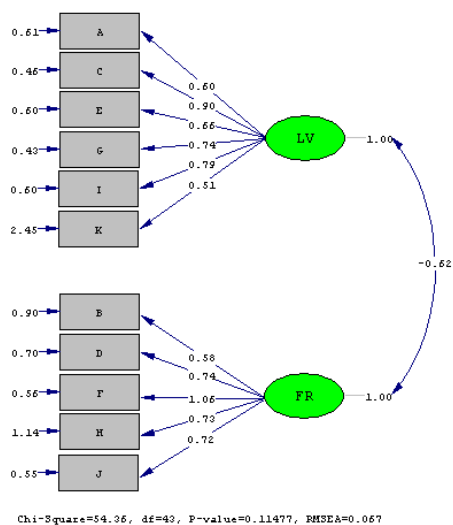 0.61 A
0.46 C 0.60
0.60 E 0.90
0.66
0.43 G 0.74 LV 1.00
0.60 I 0.79
0.51
2.45 K
-0.62
0.90 B
0.70 D 0.58
0.74
0.56 F 1.06 FR 1.00
1.14 H 0.73
0.72
0.55 J
Chi-Square=54.36, df=43, P-value=0.11477, RMSEA=0.067